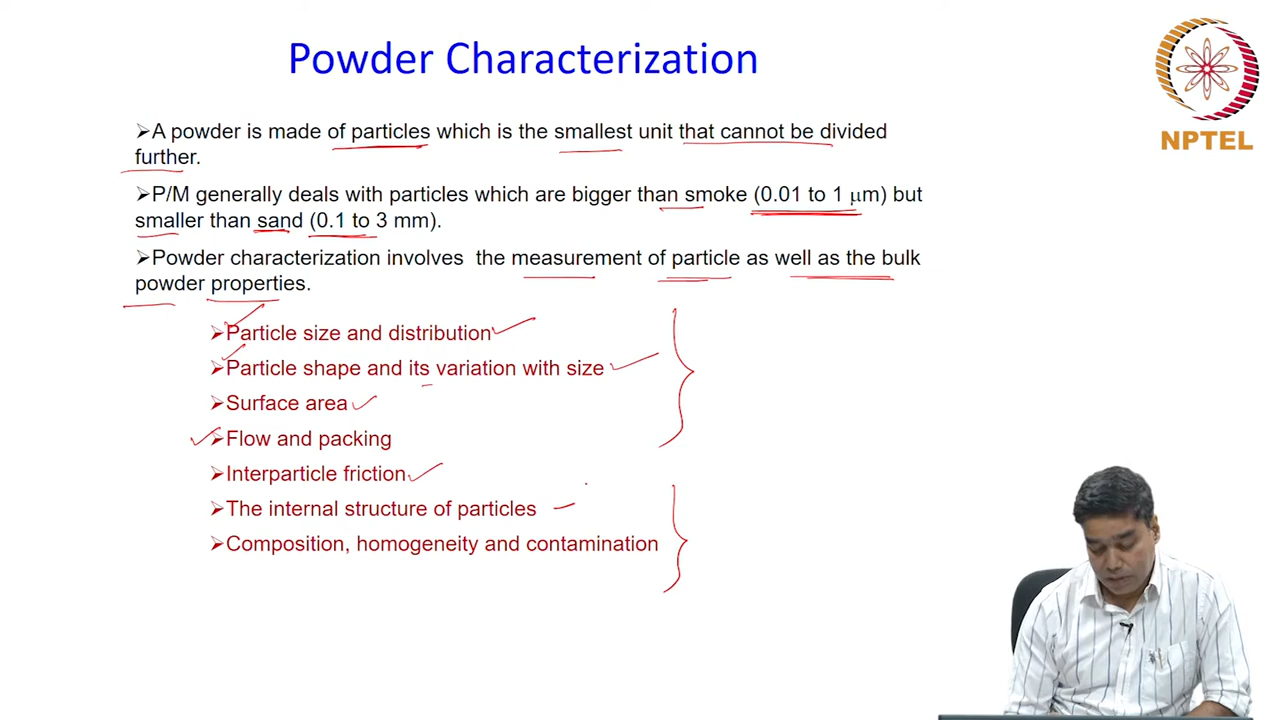 Powder Characterization
NPTEL
➢A powder is made of particles which is the smallest unit that cannot be divided
further.
➢P/M generally deals with particles which are bigger than smoke (0.01 to 1 μm) but
smaller than sand (0.1 to 3 mm).
➢Powder characterization involves the measurement of particle as well as the bulk
powder properties.
➢Particle size and distribution
➢Particle shape and its variation with size
➢Surface area
➢Flow and packing
➢Interparticle friction
➢The internal structure of particles
➢Composition, homogeneity and contamination